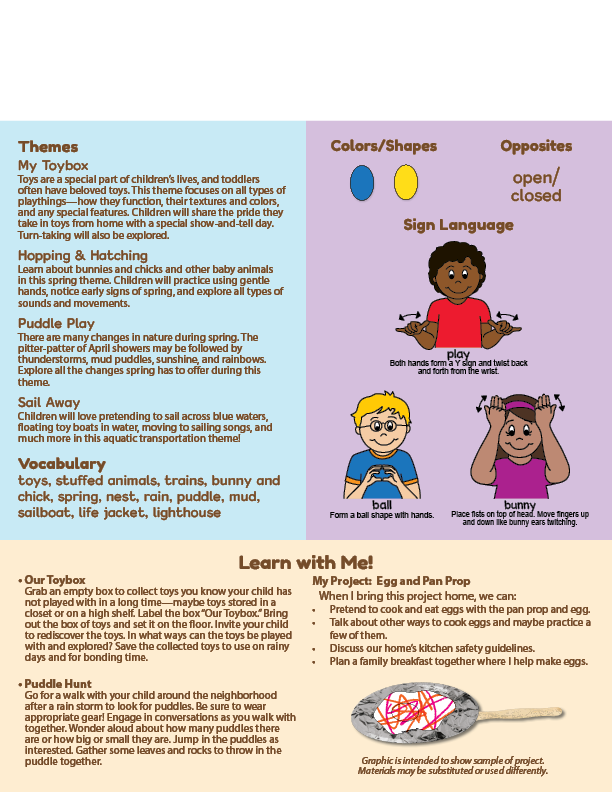 Themes
My Toybox
Toys are a special part of children's lives, and toddlers
often have beloved toys. This theme focuses on all types of
playthings—how they function, their textures and colors,
and any special features. Children will share the pride they
take in toys from home with a special show-and-tell day.
Turn-taking will also be explored.
Hopping & Hatching
Learn about bunnies and chicks and other baby animals
in this spring theme. Children will practice using gentle
hands, notice early signs of spring, and explore all types of
sounds and movements.
Puddle Play
There are many changes in nature during spring. The
pitter-patter of April showers may be followed by
thunderstorms, mud puddles, sunshine, and rainbows.
Explore all the changes spring has to offer during this
theme.
Sail Away
Children will love pretending to sail across blue waters,
floating toy boats in water, moving to sailing songs, and
much more in this aquatic transportation theme!
Vocabulary
toys, stuffed animals, trains, bunny and
chick, spring, nest, rain, puddle, mud,
sailboat, life jacket, lighthouse
Colors/Shapes
Opposites
open/
closed
Sign Language
play
Both hands form a Y sign and twist back
and forth from the wrist.
ball
Form a ball shape with hands.
bunny
Place fists on top of head. Move fingers up
and down like bunny ears twitching.
Learn with Me!
• Our Toybox
Grab an empty box to collect toys you know your child has
not played with in a long time—maybe toys stored in a
closet or on a high shelf. Label the box "Our Toybox." Bring
out the box of toys and set it on the floor. Invite your child
to rediscover the toys. In what ways can the toys be played
with and explored? Save the collected toys to use on rainy
days and for bonding time.
• Puddle Hunt
Go for a walk with your child around the neighborhood
after a rain storm to look for puddles. Be sure to wear
appropriate gear! Engage in conversations as you walk with
together. Wonder aloud about how many puddles there
are or how big or small they are. Jump in the puddles as
interested. Gather some leaves and rocks to throw in the
puddle together.
My Project: Egg and Pan Prop
When I bring this project home, we can:
• Pretend to cook and eat eggs with the pan prop and egg.
• Talk about other ways to cook eggs and maybe practice a
few of them.
• Discuss our home's kitchen safety guidelines.
• Plan a family breakfast together where I help make eggs.
Graphic is intended to show sample of project.
Materials may be substituted or used differently.